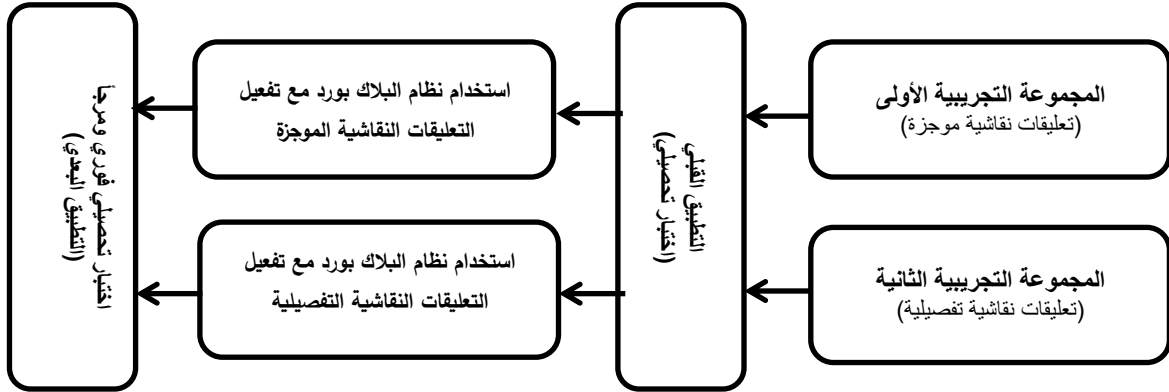 المجموعة التجريبية الأولى
(تعليقات نقاشية موجزة)
المجموعة التجريبية الثانية
(تعليقات نقاشية تفصيلية)
التطبيق القبلي
(اختبار تحصيلي)
استخدام نظام البلاك بورد مع تفعيل
التعليقات النقاشية الموجزة
استخدام نظام البلاك بورد مع تفعيل
التعليقات النقاشية التفصيلية
اختبار تحصيلي فوري ومرجأ
(التطبيق البعدي)